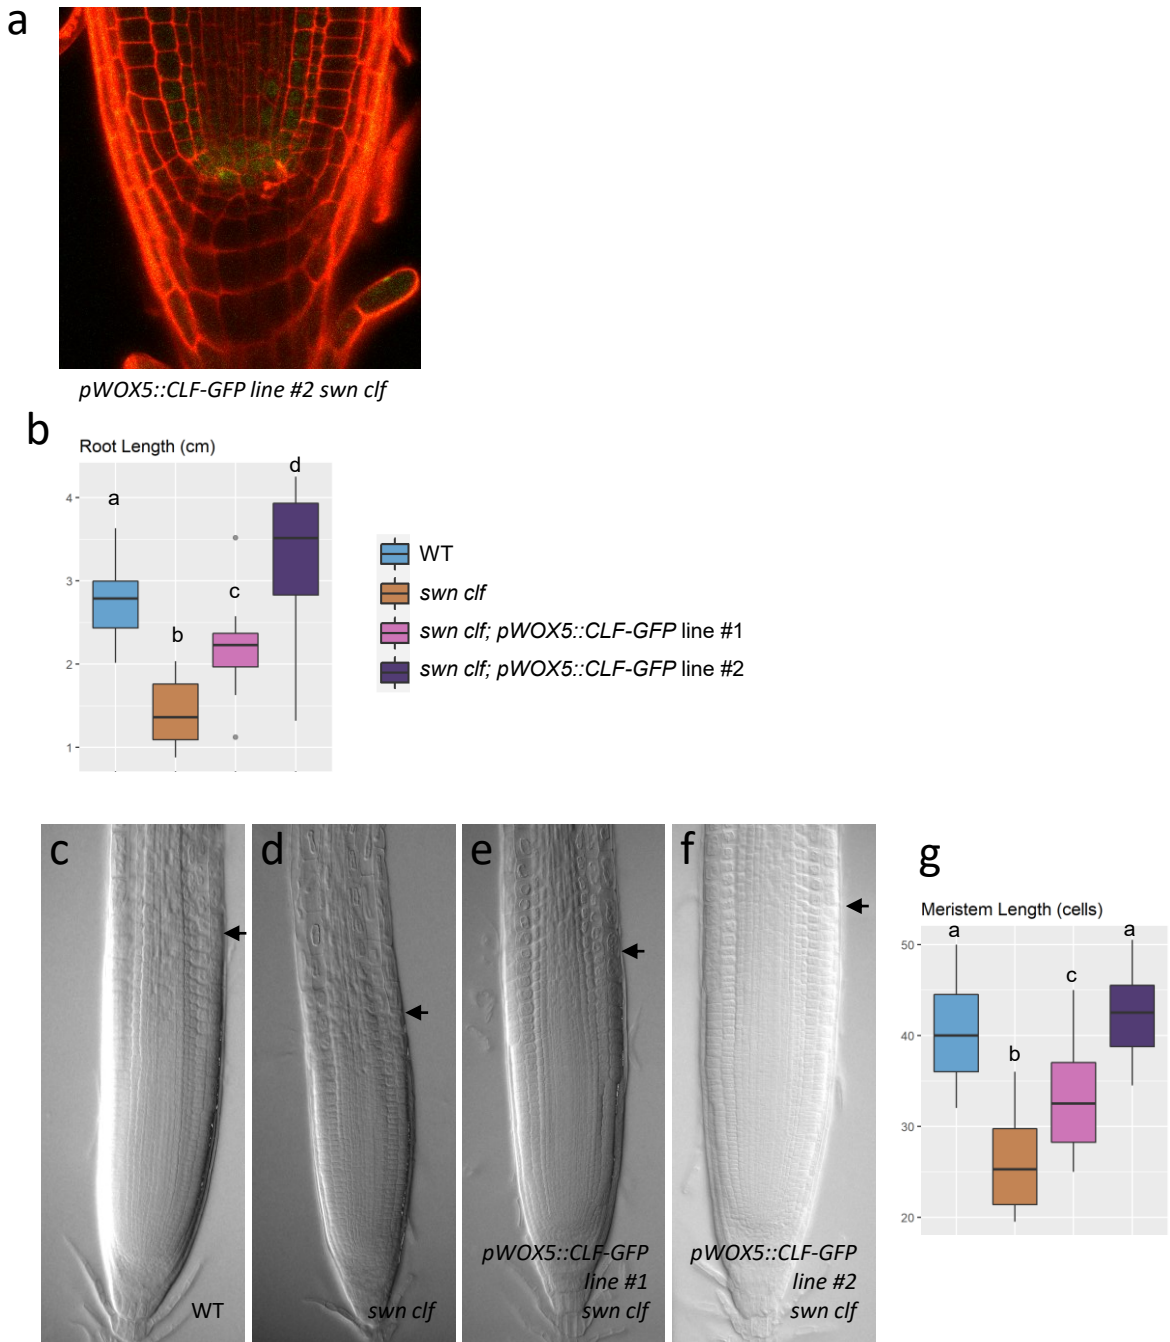 a
pWOX5::CLF-GFP line #2 swn clf
b
Root Length (cm)
4
3
2
1
a
b
c
d
WT
swn clf
swn clf; pWOX5::CLF-GFP line #1
swn clf; pWOX5::CLF-GFP line #2
c
WT
d
swn clf
e
pWOX5::CLF-GFP
line #1
swn clf
f
pWOX5::CLF-GFP
line #2
swn clf
g
Meristem Length (cells)
50
40
30
20
a
b
c
a